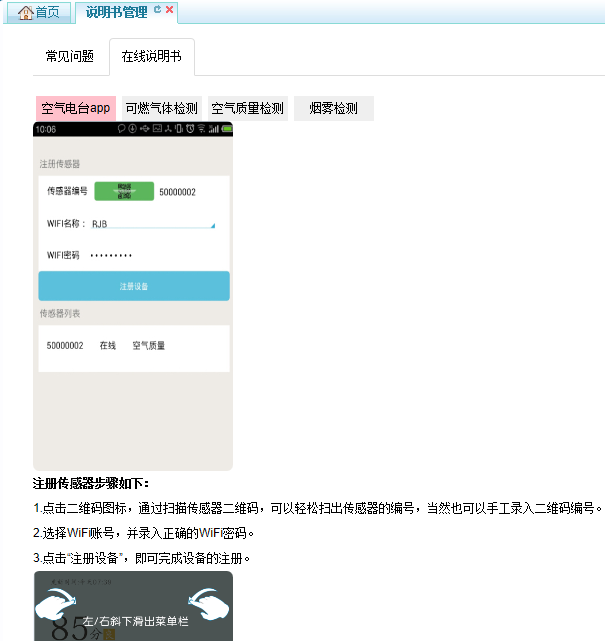 首页 说明书管理
常见问题 在线说明书
空气电台app 可燃气体检测 空气质量检测 烟雾检测
10:06
注册传感器
传感器编号 50000002
WIFI名称： RJB
WIFI密码 •••••••••
注册设备
传感器列表
50000002 在线 空气质量
注册传感器步骤如下：
1.点击二维码图标，通过扫描传感器二维码，可以轻松扫出传感器的编号，当然也可以手工录入二维码编号。
2.选择WiFi账号，并录入正确的WiFi密码。
3.点击“注册设备”，即可完成设备的注册。
左/右斜下滑出菜单栏
85分